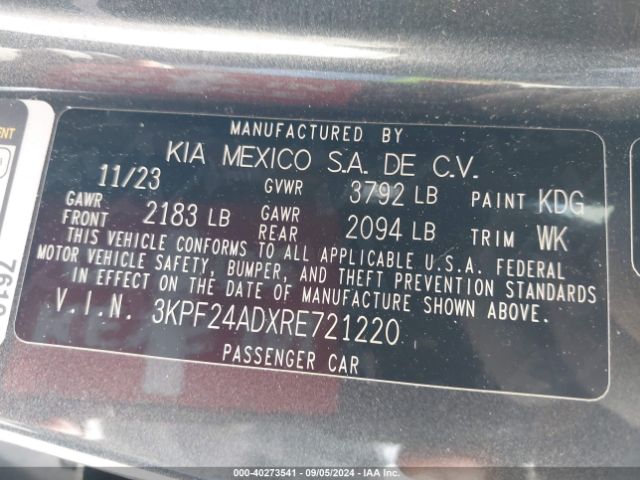 MANUFACTURED BY
KIA MEXICO S.A. DE C.V.
11/23 GVWR 3792 LB PAINT KDG
GAWR FRONT 2183 LB GAWR REAR 2094 LB TRIM WK
THIS VEHICLE CONFORMS TO ALL APPLICABLE U.S.A. FEDERAL
MOTOR VEHICLE SAFETY, BUMPER, AND THEFT PREVENTION STANDARDS
IN EFFECT ON THE DATE OF MANUFACTURE SHOWN ABOVE.
V.I.N. 3KPF24ADXRE721220
PASSENGER CAR
000-40273541 - 09/05/2024 - IAA Inc.